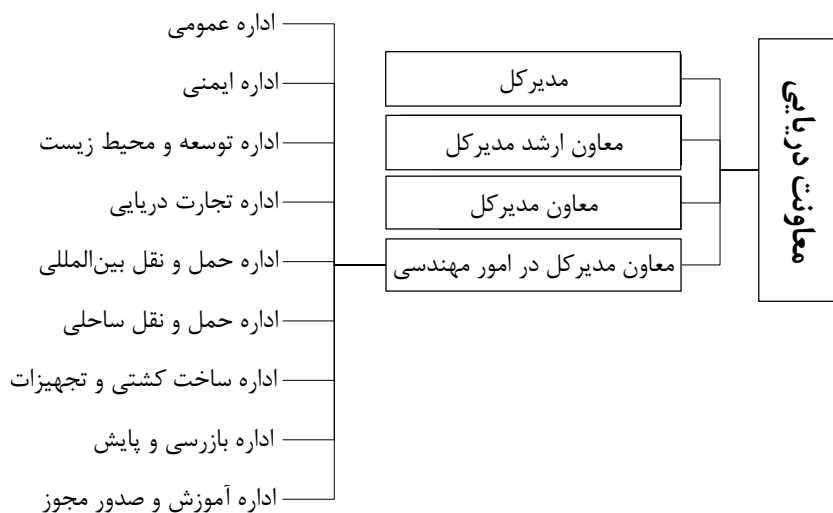 معاونت دریایی
مدیرکل
معاون ارشد مدیرکل
معاون مدیرکل
معاون مدیرکل در امور مهندسی
اداره عمومی
اداره ایمنی
اداره توسعه و محیط زیست
اداره تجارت دریایی
اداره حمل و نقل بین‌المللی
اداره حمل و نقل ساحلی
اداره ساخت کشتی و تجهیزات
اداره بازرسی و پایش
اداره آموزش و صدور مجوز